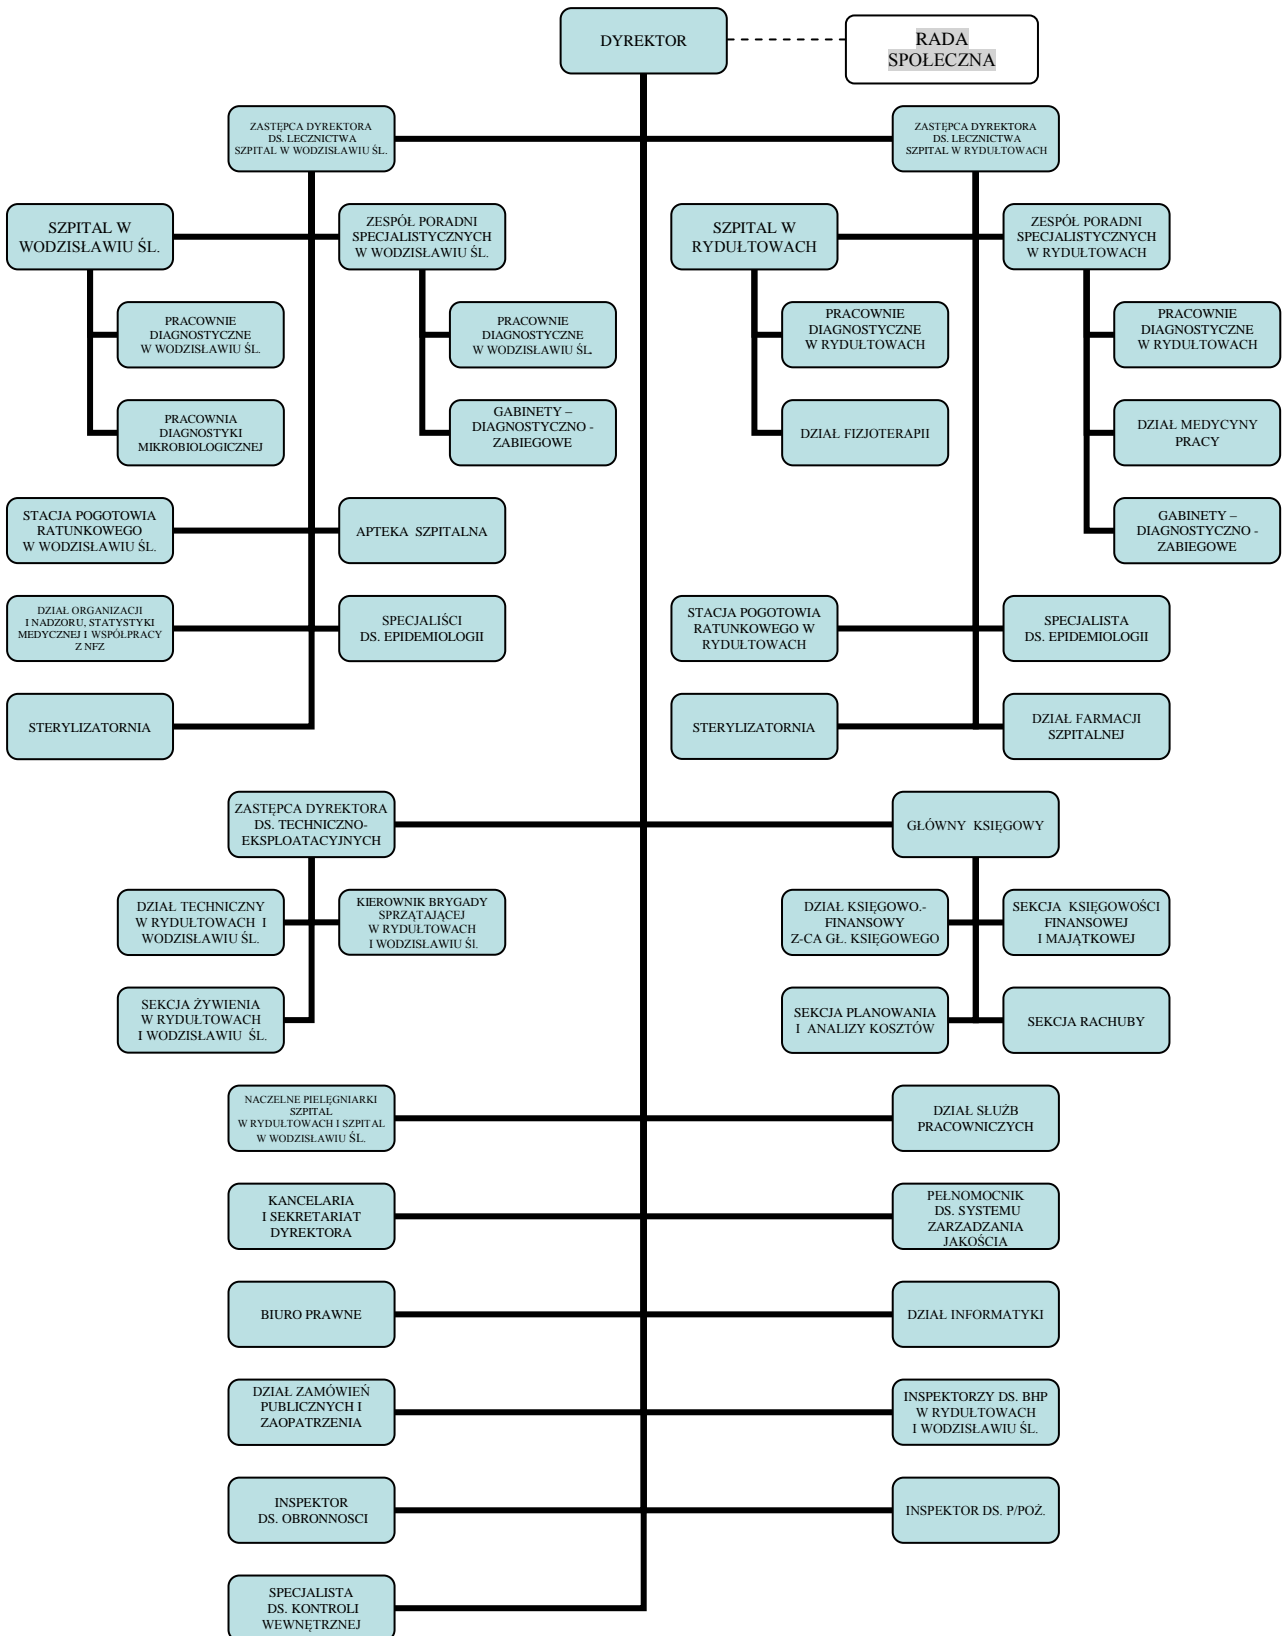 DYREKTOR
RADA
SPOŁECZNA
ZASTĘPCA DYREKTORA
DS. LECZNICTWA
SZPITAL W WODZISŁAWIU ŚL.
ZASTĘPCA DYREKTORA
DS. LECZNICTWA
SZPITAL W RYDUŁTOWACH
SZPITAL W
WODZISŁAWIU ŚL.
ZESPÓŁ PORADNI
SPECJALISTYCZNYCH
W WODZISŁAWIU ŚL.
SZPITAL W
RYDUŁTOWACH
ZESPÓŁ PORADNI
SPECJALISTYCZNYCH
W RYDUŁTOWACH
PRACOWNIE
DIAGNOSTYCZNE
W WODZISŁAWIU ŚL.
PRACOWNIE
DIAGNOSTYCZNE
W WODZISŁAWIU ŚL.
PRACOWNIE
DIAGNOSTYCZNE
W RYDUŁTOWACH
PRACOWNIE
DIAGNOSTYCZNE
W RYDUŁTOWACH
PRACOWNIA
DIAGNOSTYKI
MIKROBIOLOGICZNEJ
GABINETY –
DIAGNOSTYCZNO -
ZABIEGOWE
DZIAŁ FIZJOTERAPII
DZIAŁ MEDYCYNY
PRACY
STACJA POGOTOWIA
RATUNKOWEGO
W WODZISŁAWIU ŚL.
APTEKA SZPITALNA
GABINETY –
DIAGNOSTYCZNO -
ZABIEGOWE
DZIAŁ ORGANIZACJI
I NADZORU, STATYSTYKI
MEDYCZNEJ I WSPÓŁPRACY
Z NFZ
SPECJALIŚCI
DS. EPIDEMIOLOGII
STACJA POGOTOWIA
RATUNKOWEGO W
RYDUŁTOWACH
SPECJALISTA
DS. EPIDEMIOLOGII
STERYLIZATORNIA
STERYLIZATORNIA
DZIAŁ FARMACJI
SZPITALNEJ
ZASTĘPCA DYREKTORA
DS. TECHNICZNO-
EKSPLOATACYJNYCH
GŁÓWNY KSIĘGOWY
DZIAŁ TECHNICZNY
W RYDUŁTOWACH I
WODZISŁAWIU ŚL.
KIEROWNIK BRYGADY
SPRZĄTAJĄCEJ
W RYDUŁTOWACH
I WODZISŁAWIU Śl.
DZIAŁ KSIĘGOWO.-
FINANSOWY
Z-CA GŁ. KSIĘGOWEGO
SEKCJA KSIĘGOWOŚCI
FINANSOWEJ
I MAJĄTKOWEJ
SEKCJA ŻYWIENIA
W RYDUŁTOWACH
I WODZISŁAWIU ŚL.
SEKCJA PLANOWANIA
I ANALIZY KOSZTÓW
SEKCJA RACHUBY
NACZELNE PIELĘGNIARKI
SZPITAL
W RYDUŁTOWACH I SZPITAL
W WODZISŁAWIU ŚL.
DZIAŁ SŁUŻB
PRACOWNICZYCH
KANCELARIA
I SEKRETARIAT
DYREKTORA
PEŁNOMOCNIK
DS. SYSTEMU
ZARZADZANIA
JAKOŚCIA
BIURO PRAWNE
DZIAŁ INFORMATYKI
DZIAŁ ZAMÓWIEŃ
PUBLICZNYCH I
ZAOPATRZENIA
INSPEKTORZY DS. BHP
W RYDUŁTOWACH
I WODZISŁAWIU ŚL.
INSPEKTOR
DS. OBRONNOSCI
INSPEKTOR DS. P/POŻ.
SPECJALISTA
DS. KONTROLI
WEWNĘTRZNEJ